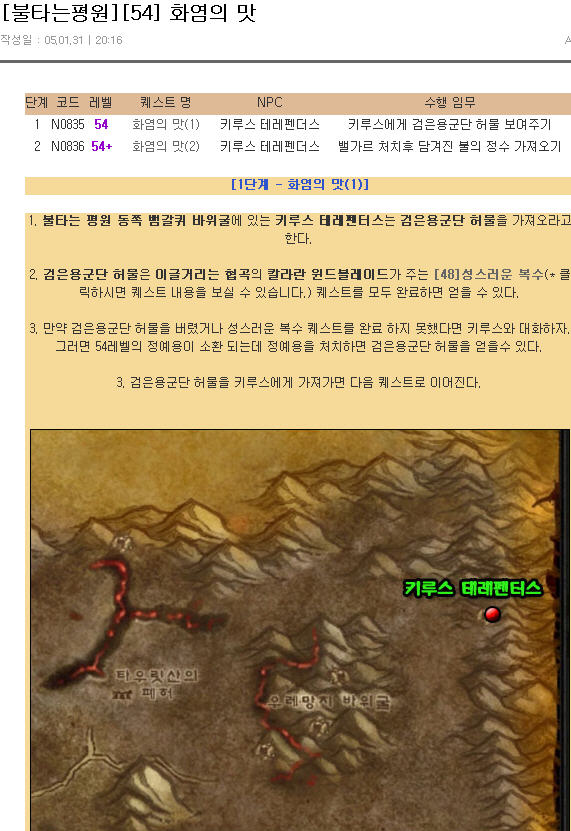 [불타는평원][54] 화염의 맛
작성일 : 05,01,31 | 20:16
단계 코드 레벨 퀘스트 명 NPC 수행 임무
1 N0835 54 화염의 맛(1) 키루스 테레펜더스 키루스에게 검은용군단 허물 보여주기
2 N0836 54+ 화염의 맛(2) 키루스 테레펜더스 밸가르 처치후 담겨진 불의 정수 가져오기
[1단계 - 화염의 맛(1)]
1, 불타는 평원 동쪽 뻠갈퀴 바위굴에 있는 키루스 테레펜터스는 검은용군단 허물을 가져오라고
한다.
2, 검은용군단 허물은 이글거리는 협곡의 칼라란 윈드블레이드가 주는 [48]성스러운 복수(* 클
릭하시면 퀘스트 내용을 보실 수 있습니다.) 퀘스트를 모두 완료하면 얻을 수 있다.
3, 만약 검은용군단 허물을 버렸거나 성스러운 복수 퀘스트를 완료 하지 못했다면 키루스와 대화하자.
그러면 54레벨의 정예용이 소환 되는데 정예용을 처치하면 검은용군단 허물을 얻을수 있다.
3, 검은용군단 허물을 키루스에게 가져가면 다음 퀘스트로 이어진다.
키루스 테레펜터스
타우릿산의
폐허
우레망치 바위굴